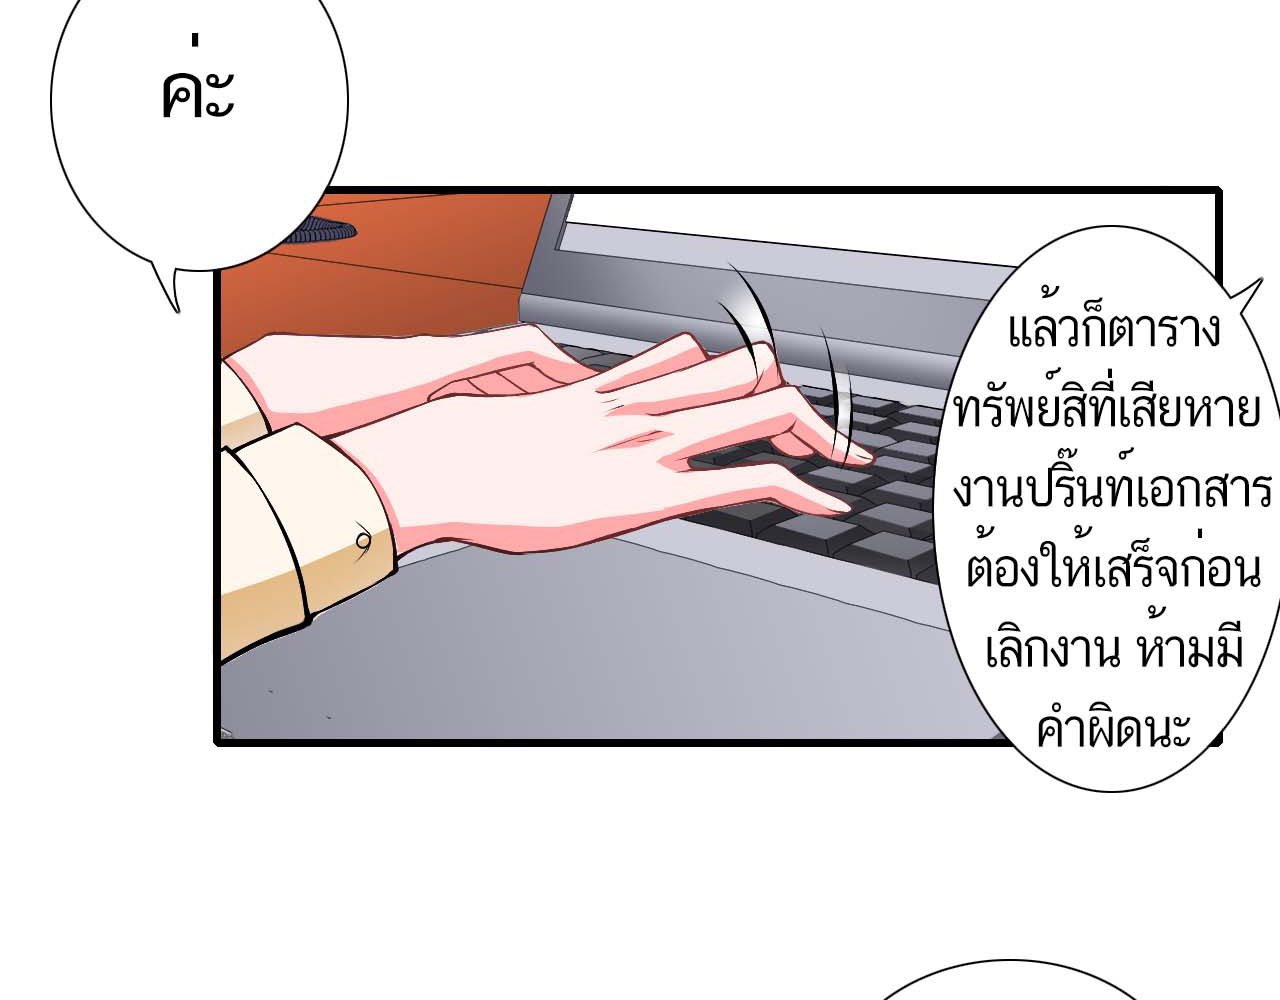 ค่ะ
แล้วก็ตาราง
ทรัพย์สิที่เสียหาย
งานปริ๊นท์เอกสาร
ต้องให้เสร็จก่อน
เลิกงาน ห้ามมี
คำผิดนะ